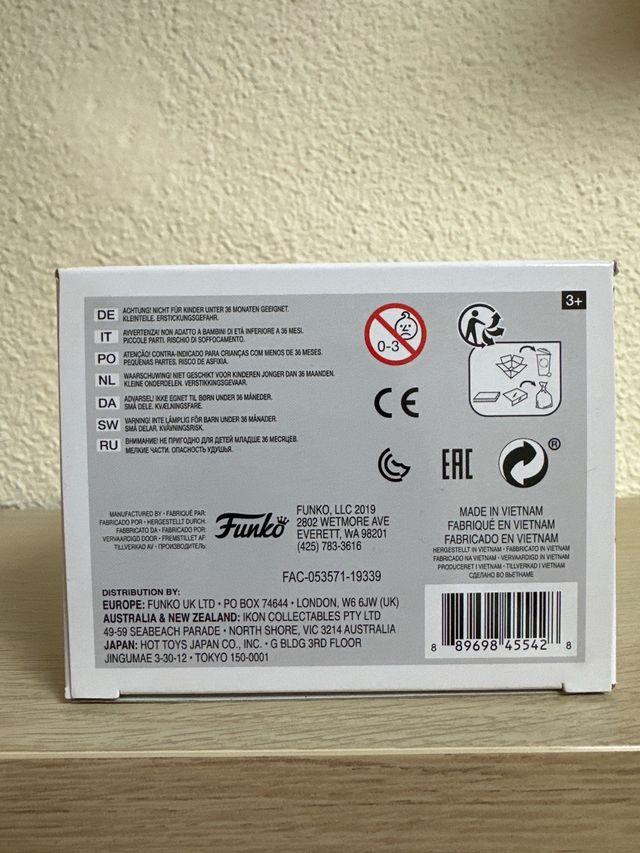 DE ACHTUNG! NICHT FÜR KINDER UNTER 36 MONATEN GEEIGNET.
KLEINTEILE. ERSTICKUNGSGEFAHR.
IT AVVERTENZA! NON ADATTO A BAMBINI DI ETÀ INFERIORE A 36 MESI.
PICCOLE PARTI. RISCHIO DI SOFFOCAMENTO.
PO ATENÇÃO! CONTRA-INDICADO PARA CRIANÇAS COM MENOS DE 36 MESES.
PEQUENAS PARTES. RISCO DE ASFIXIA.
NL WAARSCHUWING! NIET GESCHIKT VOOR KINDEREN JONGER DAN 36 MAANDEN.
KLEINE ONDERDELEN. VERSTIKKINGSGEVAAR.
DA ADVARSEL! IKKE EGNET TIL BØRN UNDER 36 MÅNEDER.
SMÅ DELE. KVÆLNINGSFARE.
SW VARNING! INTE LÄMPLIG FÖR BARN UNDER 36 MÅNADER.
SMÅ DELAR. KVÄVNINGSRISK.
RU ВНИМАНИЕ! НЕ ПРИГОДНО ДЛЯ ДЕТЕЙ МЛАДШЕ 36 МЕСЯЦЕВ.
МЕЛКИЕ ЧАСТИ. ОПАСНОСТЬ УДУШЬЯ.
0-3
3+
CE
EAC
®
MANUFACTURED BY • FABRIQUÉ PAR:
FABRICADO POR • HERGESTELLT DURCH:
FABBRICATO DA • FABRICADO POR:
VERVAARDIGD DOOR • FREMSTILLET AF:
TILLVERKAD AV • ПРОИЗВОДИТЕЛЬ:
Funko
FUNKO, LLC 2019
2802 WETMORE AVE
EVERETT, WA 98201
(425) 783-3616
FAC-053571-19339
MADE IN VIETNAM
FABRIQUÉ EN VIETNAM
FABRICADO EN VIETNAM
HERGESTELLT IN VIETNAM • FABBRICATO IN VIETNAM
FABRICADO NA VIETNAM • VERVAARDIGD IN VIETNAM
PRODUCERET I VIETNAM • TILLVERKAD I VIETNAM
СДЕЛАНО ВО ВЬЕТНАМЕ
DISTRIBUTION BY:
EUROPE: FUNKO UK LTD • PO BOX 74644 • LONDON, W6 6JW (UK)
AUSTRALIA & NEW ZEALAND: IKON COLLECTABLES PTY LTD
49-59 SEABEACH PARADE • NORTH SHORE, VIC 3214 AUSTRALIA
JAPAN: HOT TOYS JAPAN CO., INC. • G BLDG 3RD FLOOR
JINGUMAE 3-30-12 • TOKYO 150-0001
8 89698 45542 8